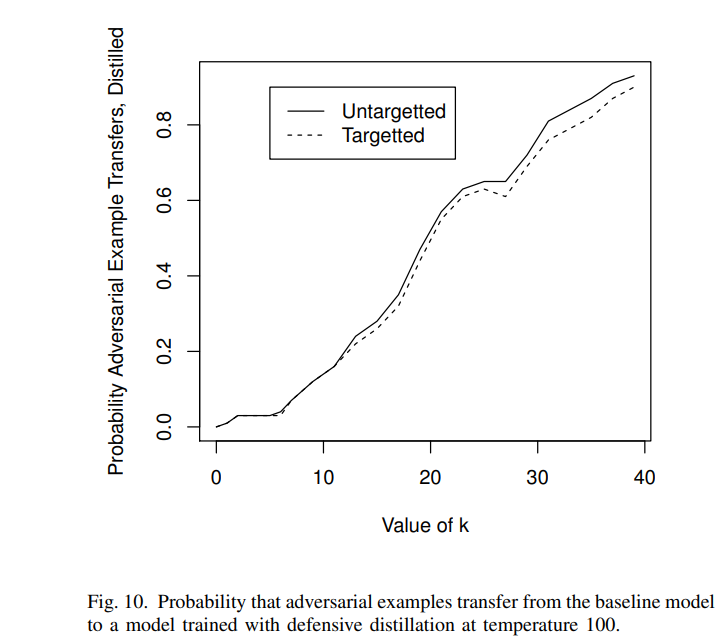 Probability Adversarial Example Transfers, Distilled
0.8
0.6
0.4
0.2
0.0
Untargetted
Targetted
0 10 20 30 40
Value of k
Fig. 10. Probability that adversarial examples transfer from the baseline model
to a model trained with defensive distillation at temperature 100.